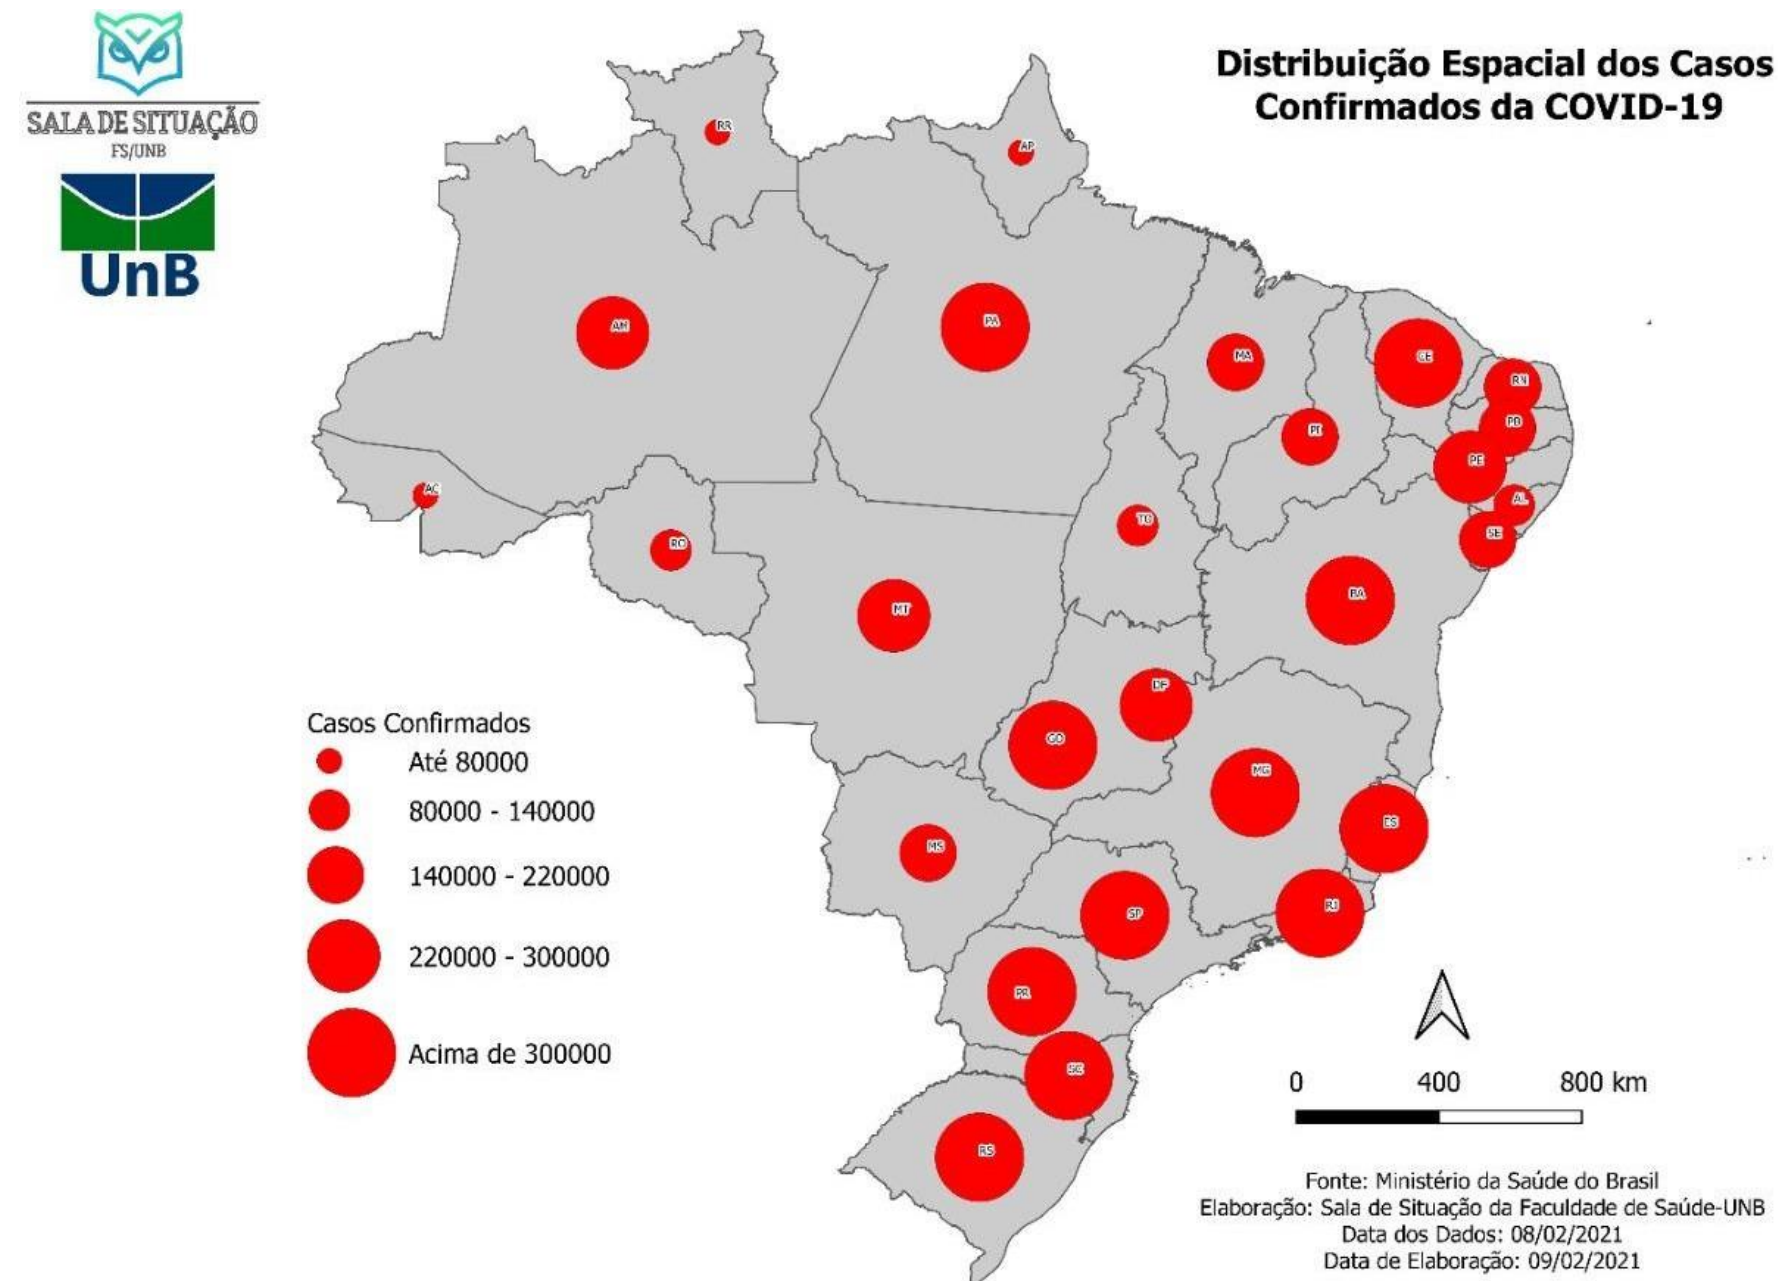 SALA DE SITUAÇÃO
FS/UNB
UnB
Distribuição Espacial dos Casos
Confirmados da COVID-19
RR
AP
AM
PA
MA
CE
RN
PI
PB
PE
AC
AL
TO
SE
RO
BA
MT
DF
GO
MG
ES
MS
RJ
SP
PR
SC
RS
Casos Confirmados
Até 80000
80000 - 140000
140000 - 220000
220000 - 300000
Acima de 300000
0 400 800 km
Fonte: Ministério da Saúde do Brasil
Elaboração: Sala de Situação da Faculdade de Saúde-UNB
Data dos Dados: 08/02/2021
Data de Elaboração: 09/02/2021